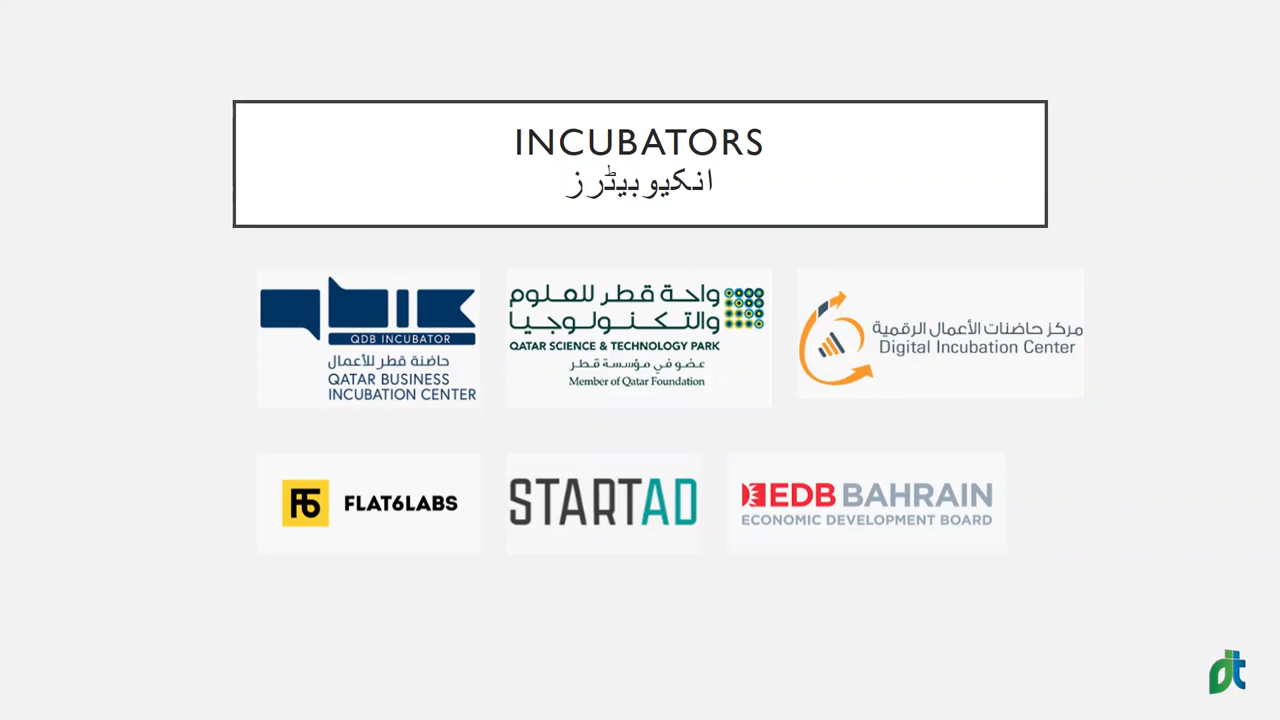 INCUBATORS
انکیوبیٹرز
QDB INCUBATOR
حاضنة قطر للأعمال
QATAR BUSINESS
INCUBATION CENTER
واحة قطر للعلوم
والتكنولوجيا
QATAR SCIENCE & TECHNOLOGY PARK
عضو في مؤسسة قطر
Member of Qatar Foundation
مركز حاضنات الأعمال الرقمية
Digital Incubation Center
F6 FLAT6LABS
STARTAD
EDB BAHRAIN
ECONOMIC DEVELOPMENT BOARD
dt